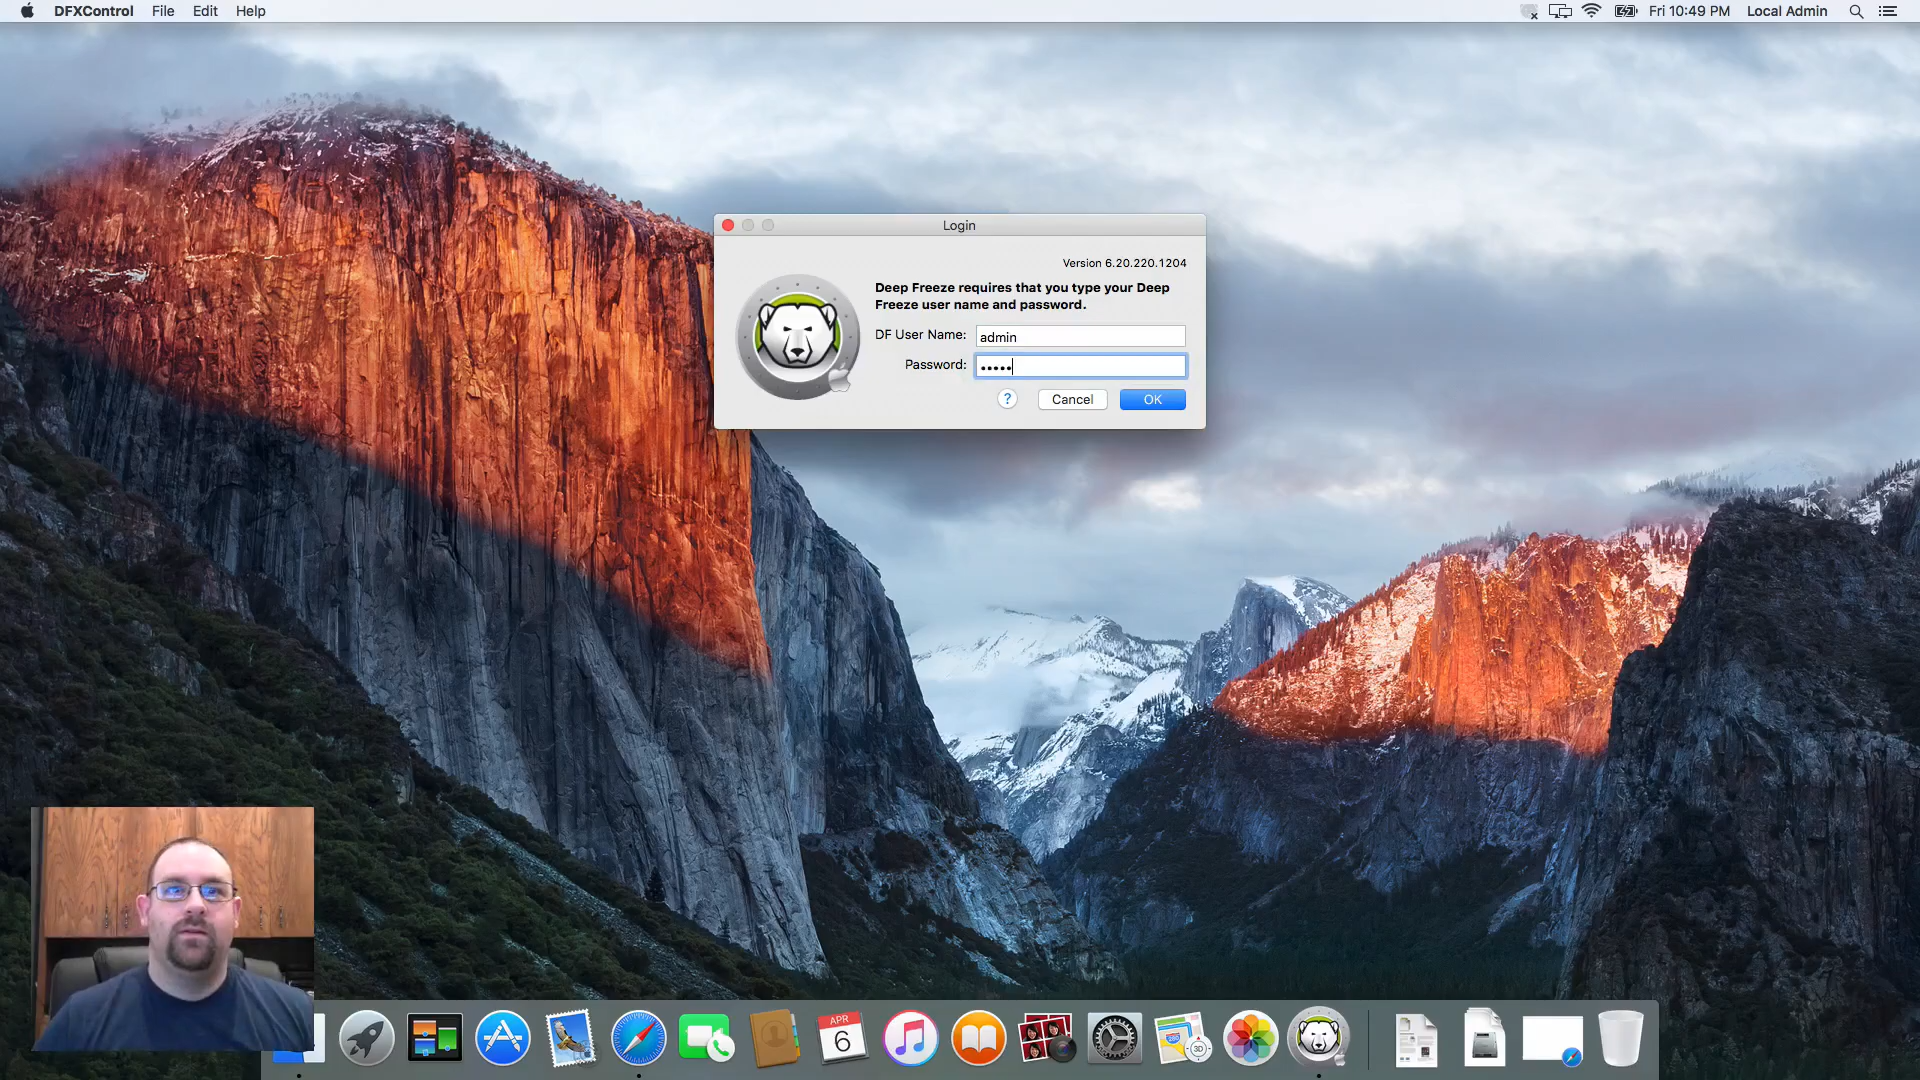 DFXControl File Edit Help Fri 10:49 PM Local Admin
Login
Version 6.20.220.1204
Deep Freeze requires that you type your Deep
Freeze user name and password.
DF User Name: admin
Password: •••••
? Cancel OK
APR
6
280
3D